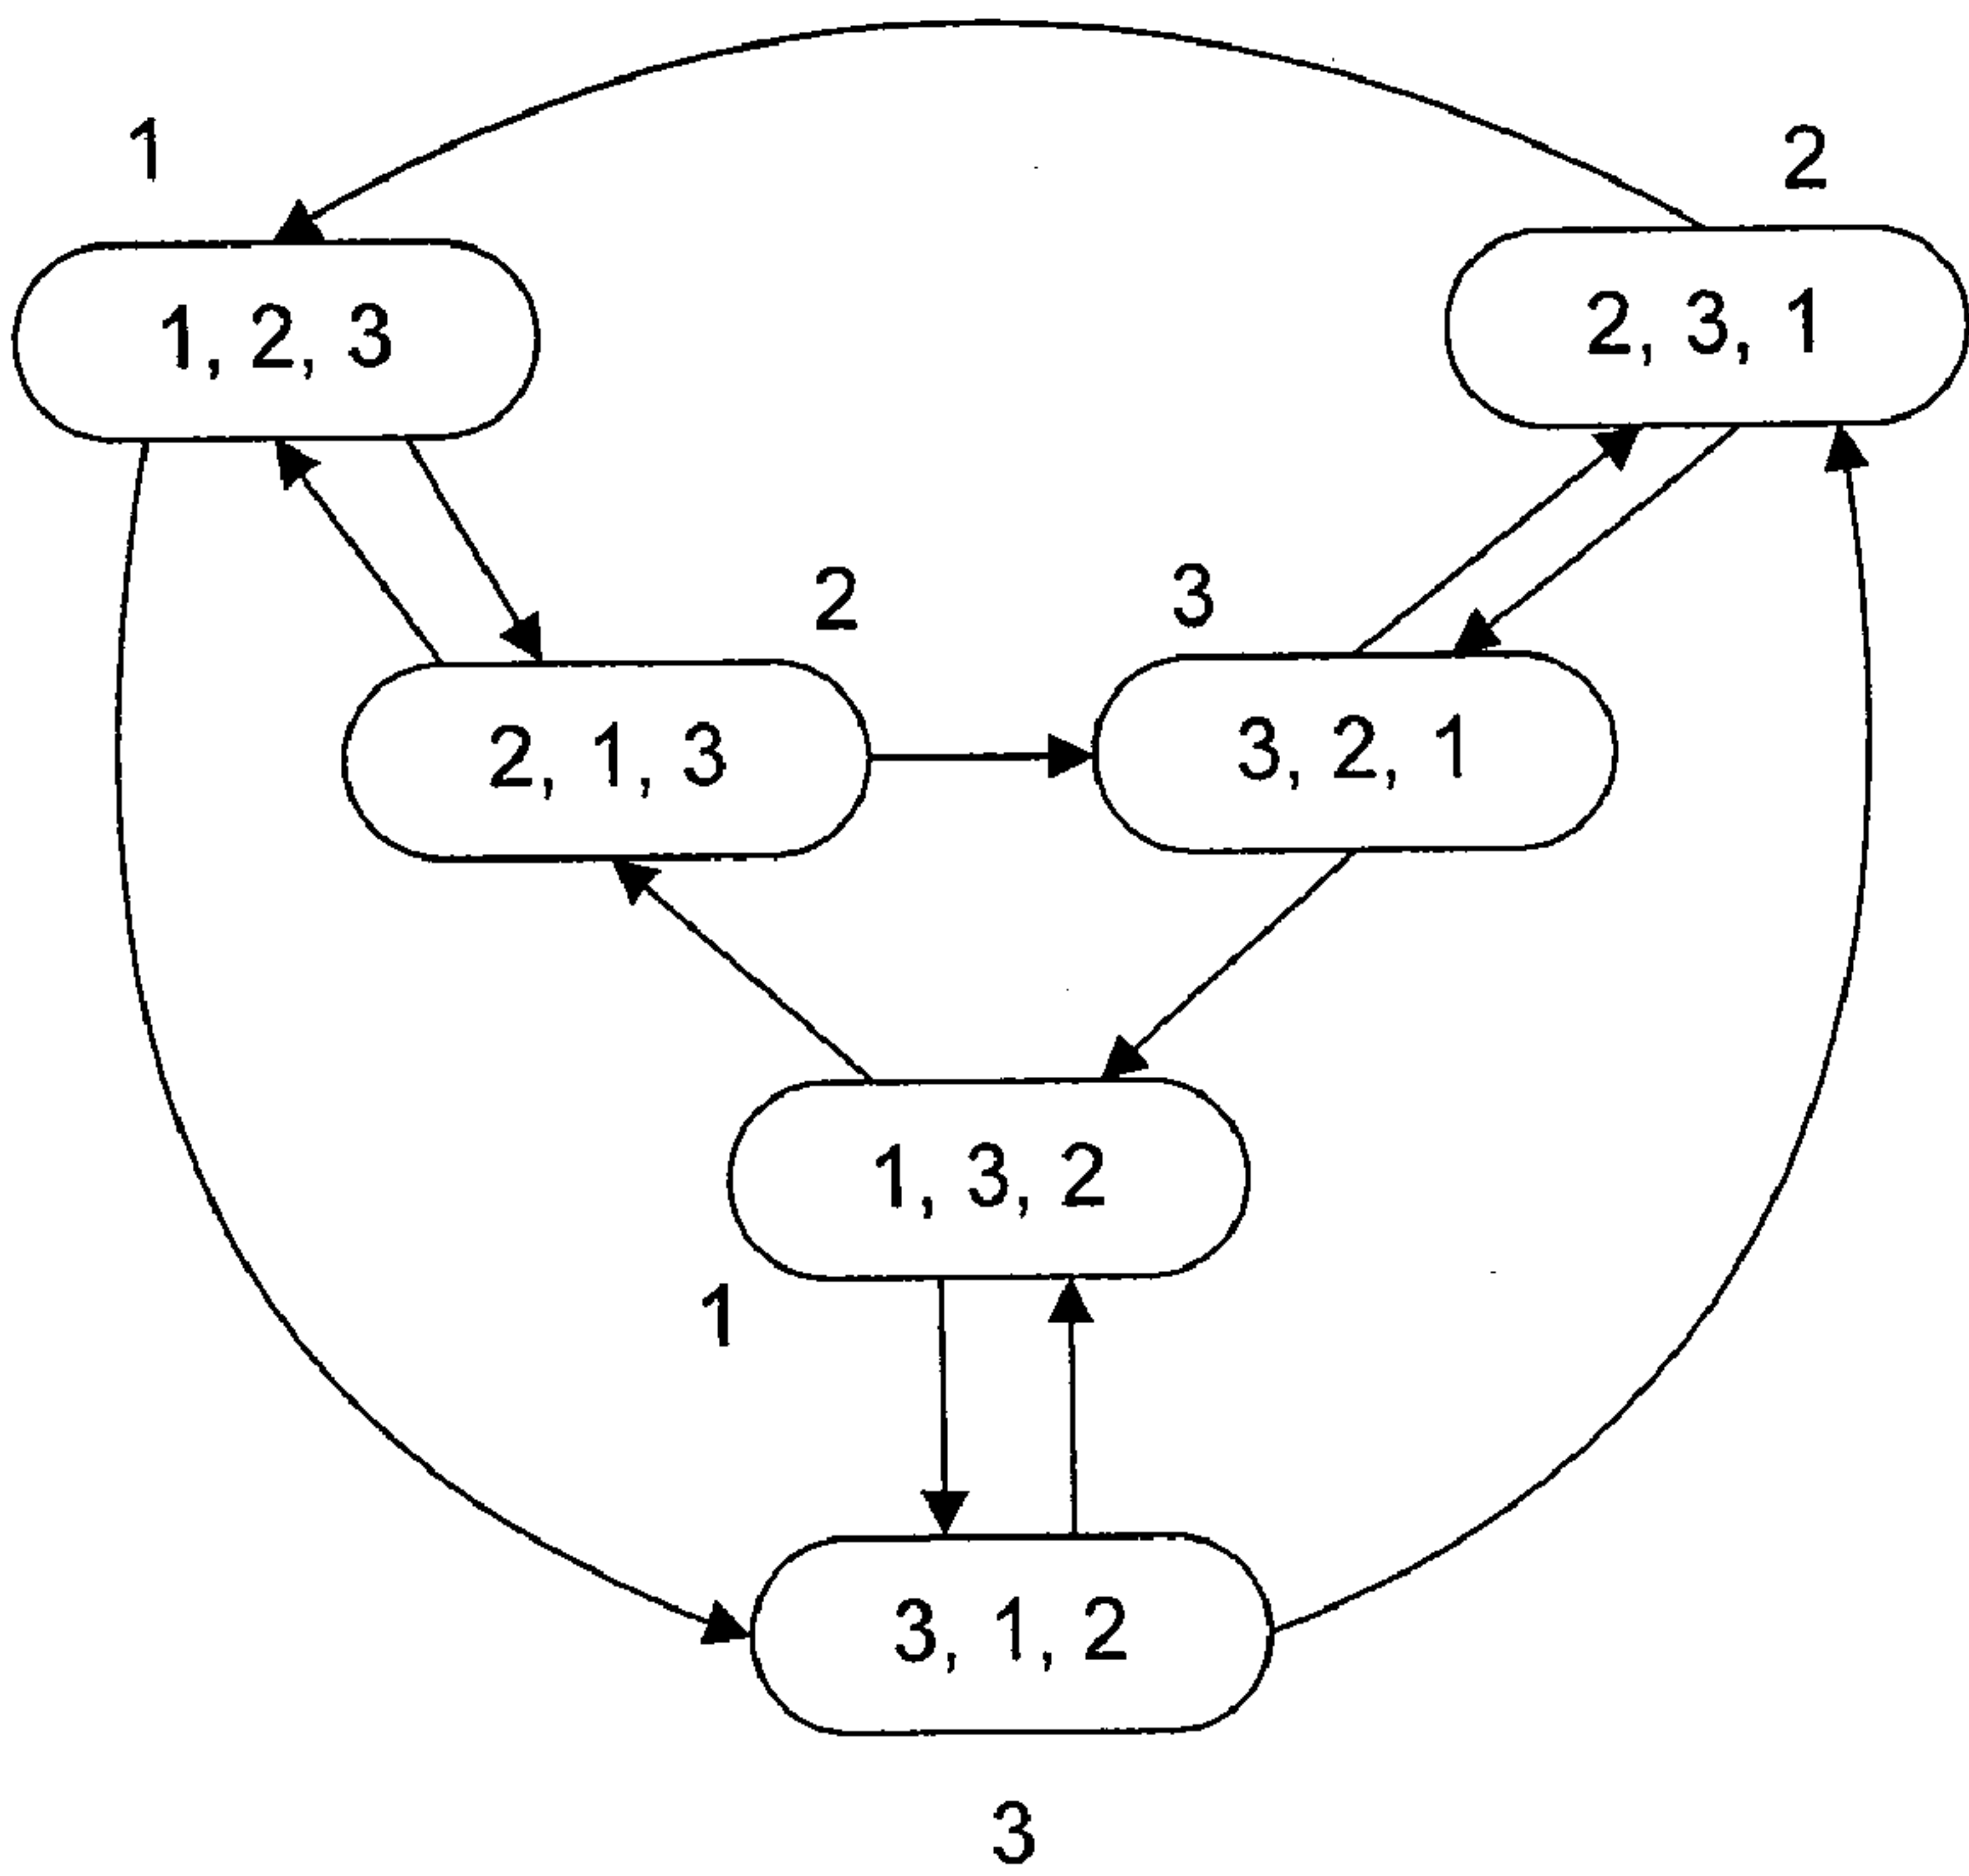 1
2
1, 2, 3
2, 3, 1
2
3
2, 1, 3
3, 2, 1
1, 3, 2
1
3, 1, 2
3